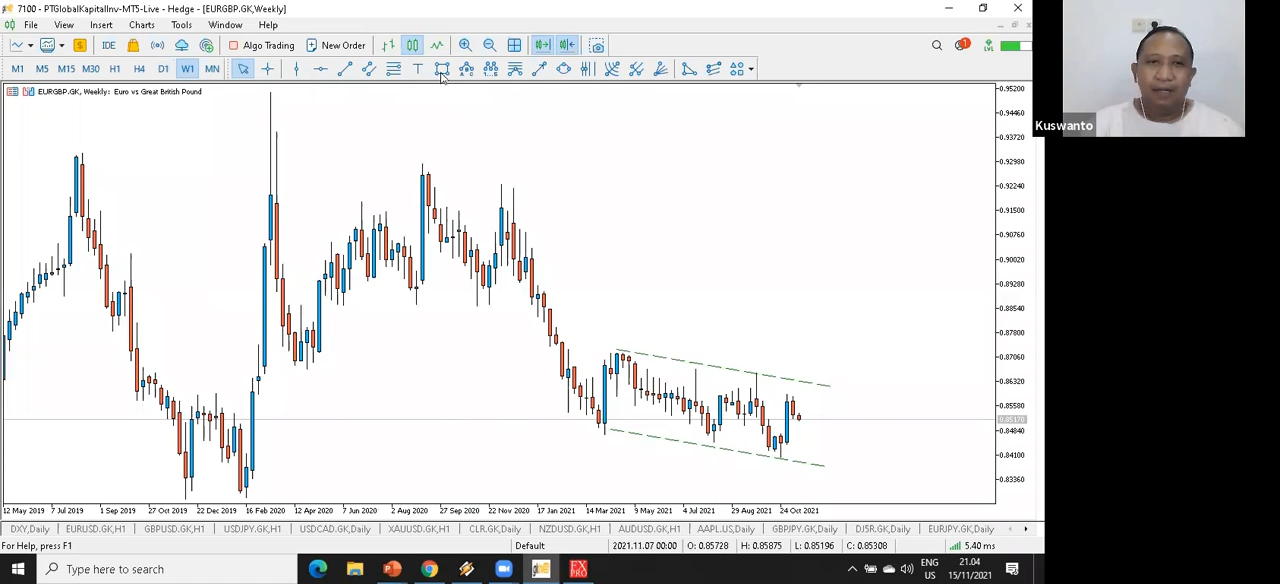 7100 - PTGlobalKapitalInv-MT5-Live - Hedge - [EURGBP.GK,Weekly]
File View Insert Charts Tools Window Help
IDE Algo Trading New Order
M1 M5 M15 M30 H1 H4 D1 W1 MN
EURGBP.GK, Weekly: Euro vs Great British Pound
Kuswanto
0.95200
0.94460
0.93720
0.92980
0.92240
0.91500
0.90760
0.90020
0.89280
0.88540
0.87800
0.87060
0.86320
0.85580
0.84840
0.84100
0.83360
12 May 2019 7 Jul 2019 1 Sep 2019 27 Oct 2019 22 Dec 2019 16 Feb 2020 12 Apr 2020 7 Jun 2020 2 Aug 2020 27 Sep 2020 22 Nov 2020 17 Jan 2021 14 Mar 2021 9 May 2021 4 Jul 2021 29 Aug 2021 24 Oct 2021
DXY,Daily EURUSD.GK,H1 GBPUSD.GK,H1 USDJPY.GK,H1 USDCAD.GK,Daily XAUUSD.GK,H1 CLR.GK,Daily NZDUSD.GK,H1 AUDUSD.GK,H1 AAPL.US,Daily GBPJPY.GK,Daily DJ5R.GK,Daily EURJPY.GK,Daily
For Help, press F1 Default 2021.11.07 00:00 O: 0.85728 H: 0.85875 L: 0.85196 C: 0.85308 5.40 ms
Type here to search
FX PRO
ENG
US
21.04
15/11/2021